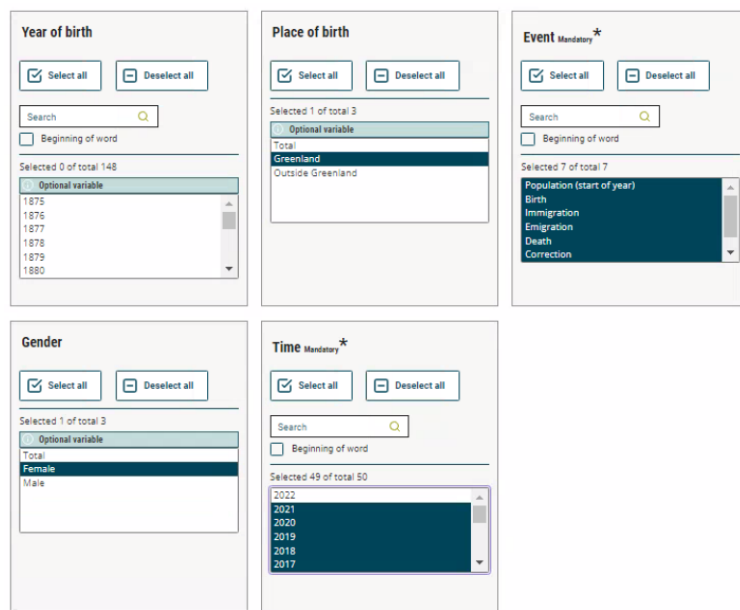 Year of birth
Select all
Deselect all
Search
Beginning of word
Selected 0 of total 148
Optional variable
1875
1876
1877
1878
1879
1880
Place of birth
Select all
Deselect all
Selected 1 of total 3
Optional variable
Total
Greenland
Outside Greenland
Event Mandatory*
Select all
Deselect all
Search
Beginning of word
Selected 7 of total 7
Population (start of year)
Birth
Immigration
Emigration
Death
Correction
Gender
Select all
Deselect all
Selected 1 of total 3
Optional variable
Total
Female
Male
Time Mandatory*
Select all
Deselect all
Search
Beginning of word
Selected 49 of total 50
2022
2021
2020
2019
2018
2017